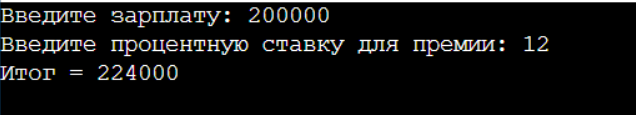 Введите зарплату: 200000
Введите процентную ставку для премии: 12
Итог = 224000